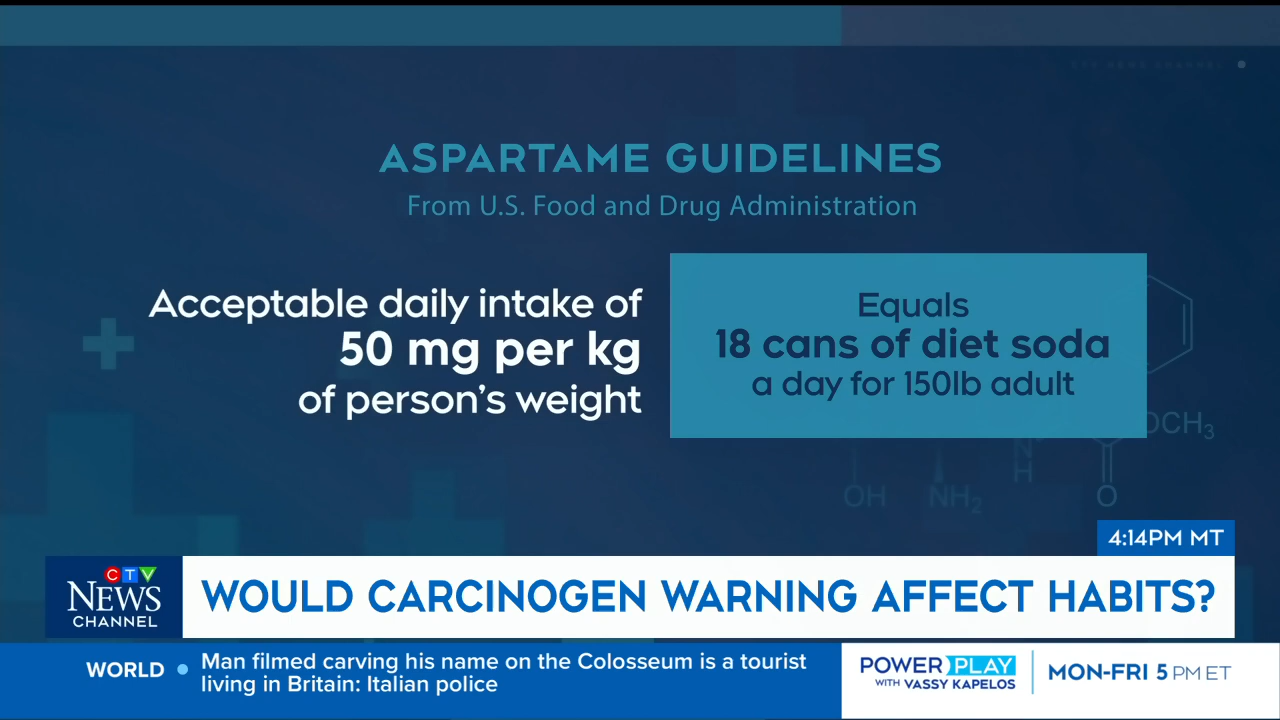 ASPARTAME GUIDELINES
From U.S. Food and Drug Administration
Acceptable daily intake of
50 mg per kg
of person's weight
Equals
18 cans of diet soda
a day for 150lb adult
OCH3
N
H
OH
NH2
O
4:14PM MT
CTV
NEWS
CHANNEL
WOULD CARCINOGEN WARNING AFFECT HABITS?
WORLD
Man filmed carving his name on the Colosseum is a tourist
living in Britain: Italian police
POWER PLAY
WITH VASSY KAPELOS
MON-FRI 5 PM ET